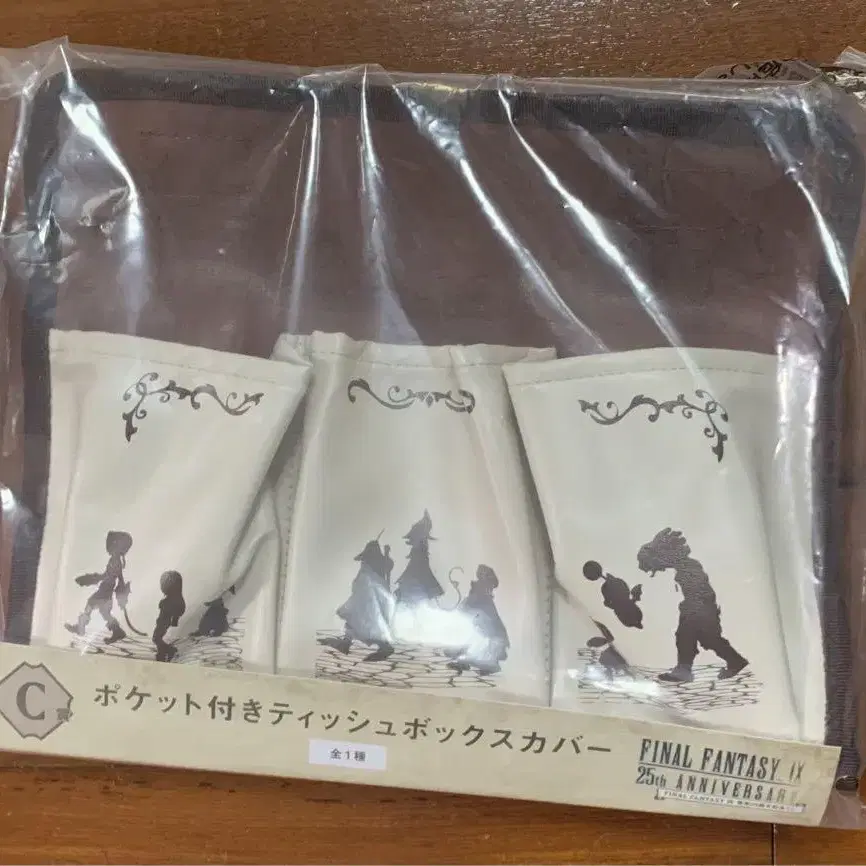 C賞
ポケット付きティッシュボックスカバー
全1種
FINAL FANTASY IX
25th ANNIVERSARY